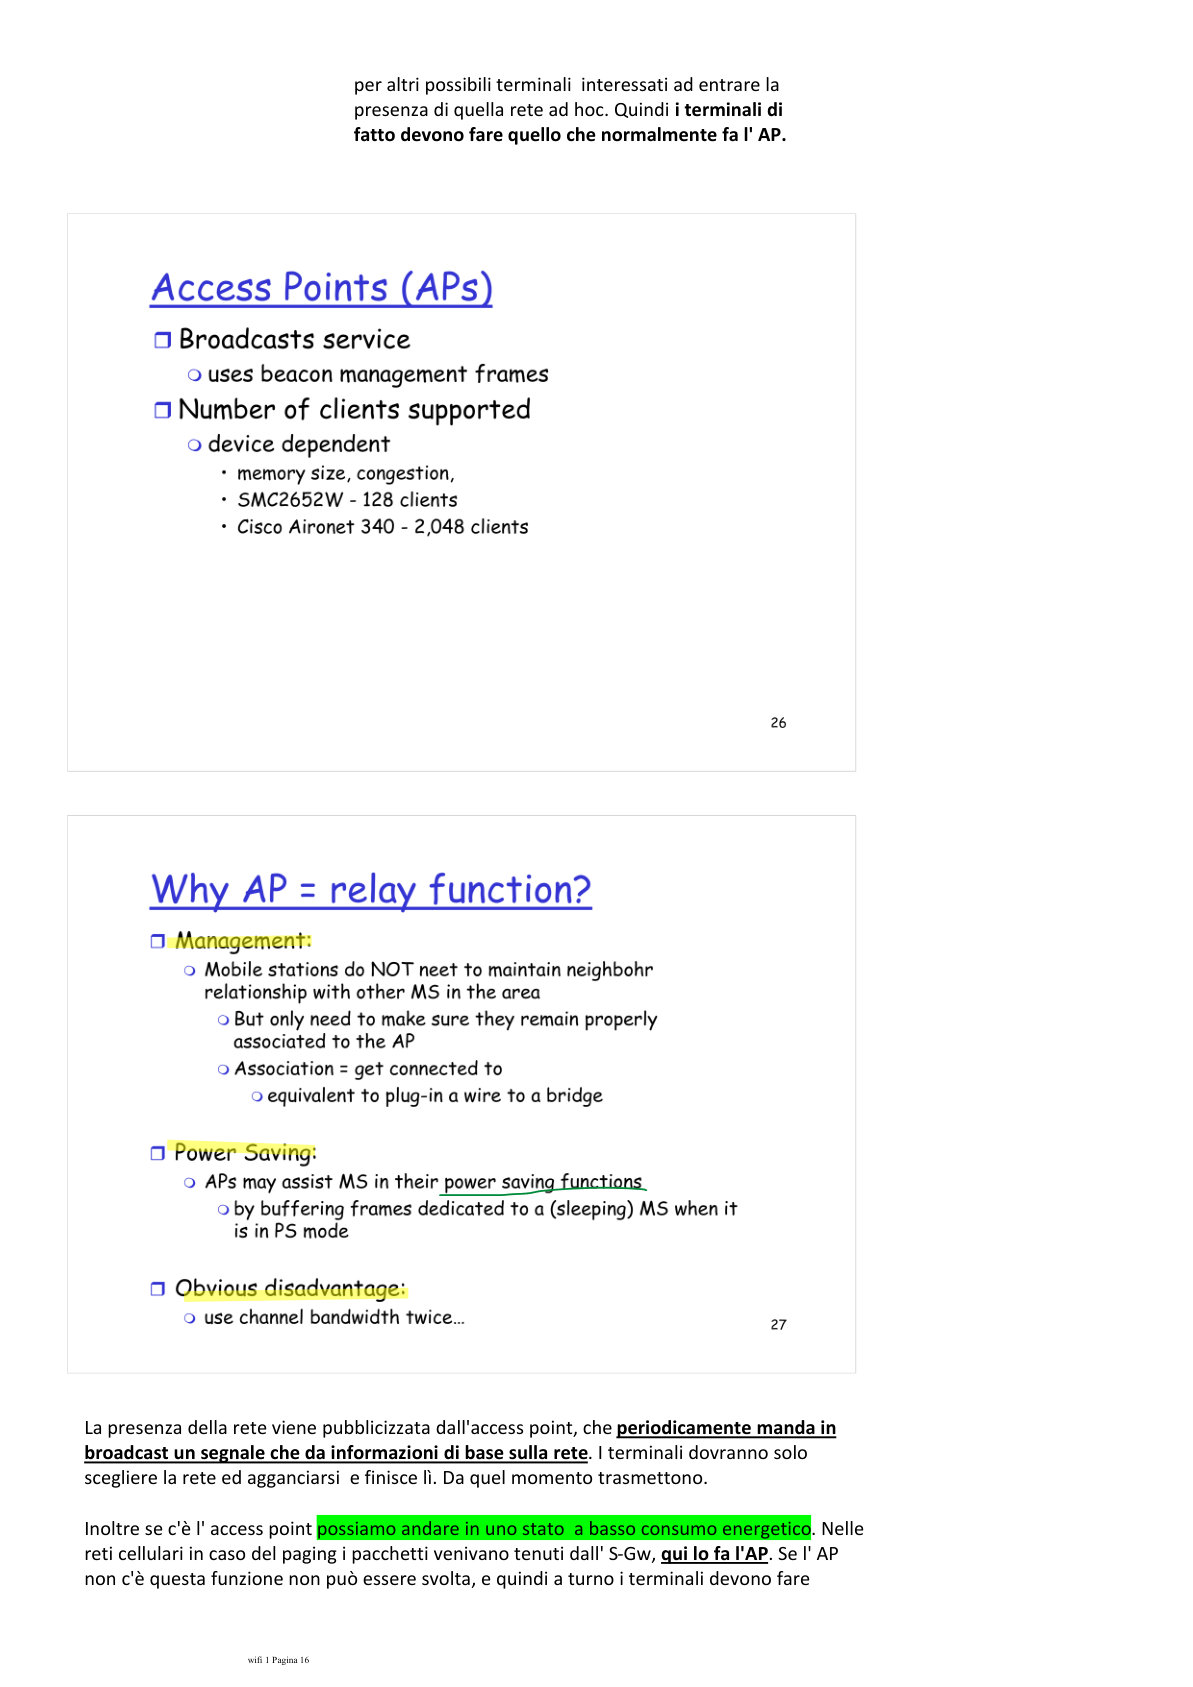 per altri possibili terminali  interessati ad entrare la
presenza di quella rete ad hoc. Quindi i terminali di
fatto devono fare quello che normalmente fa l' AP.
Access Points (APs)
❐ Broadcasts service
❍ uses beacon management frames
❐ Number of clients supported
❍ device dependent
• memory size, congestion,
• SMC2652W - 128 clients
• Cisco Aironet 340 - 2,048 clients
26
Why AP = relay function?
❐ Management:
❍ Mobile stations do NOT neet to maintain neighbohr
relationship with other MS in the area
❍ But only need to make sure they remain properly
associated to the AP
❍ Association = get connected to
❍ equivalent to plug-in a wire to a bridge
❐ Power Saving:
❍ APs may assist MS in their power saving functions
❍ by buffering frames dedicated to a (sleeping) MS when it
is in PS mode
❐ Obvious disadvantage:
❍ use channel bandwidth twice…
27
La presenza della rete viene pubblicizzata dall'access point, che periodicamente manda in
broadcast un segnale che da informazioni di base sulla rete. I terminali dovranno solo
scegliere la rete ed agganciarsi  e finisce lì. Da quel momento trasmettono.
Inoltre se c'è l' access point possiamo andare in uno stato  a basso consumo energetico. Nelle
reti cellulari in caso del paging i pacchetti venivano tenuti dall' S-Gw, qui lo fa l'AP. Se l' AP
non c'è questa funzione non può essere svolta, e quindi a turno i terminali devono fare
wifi 1 Pagina 16